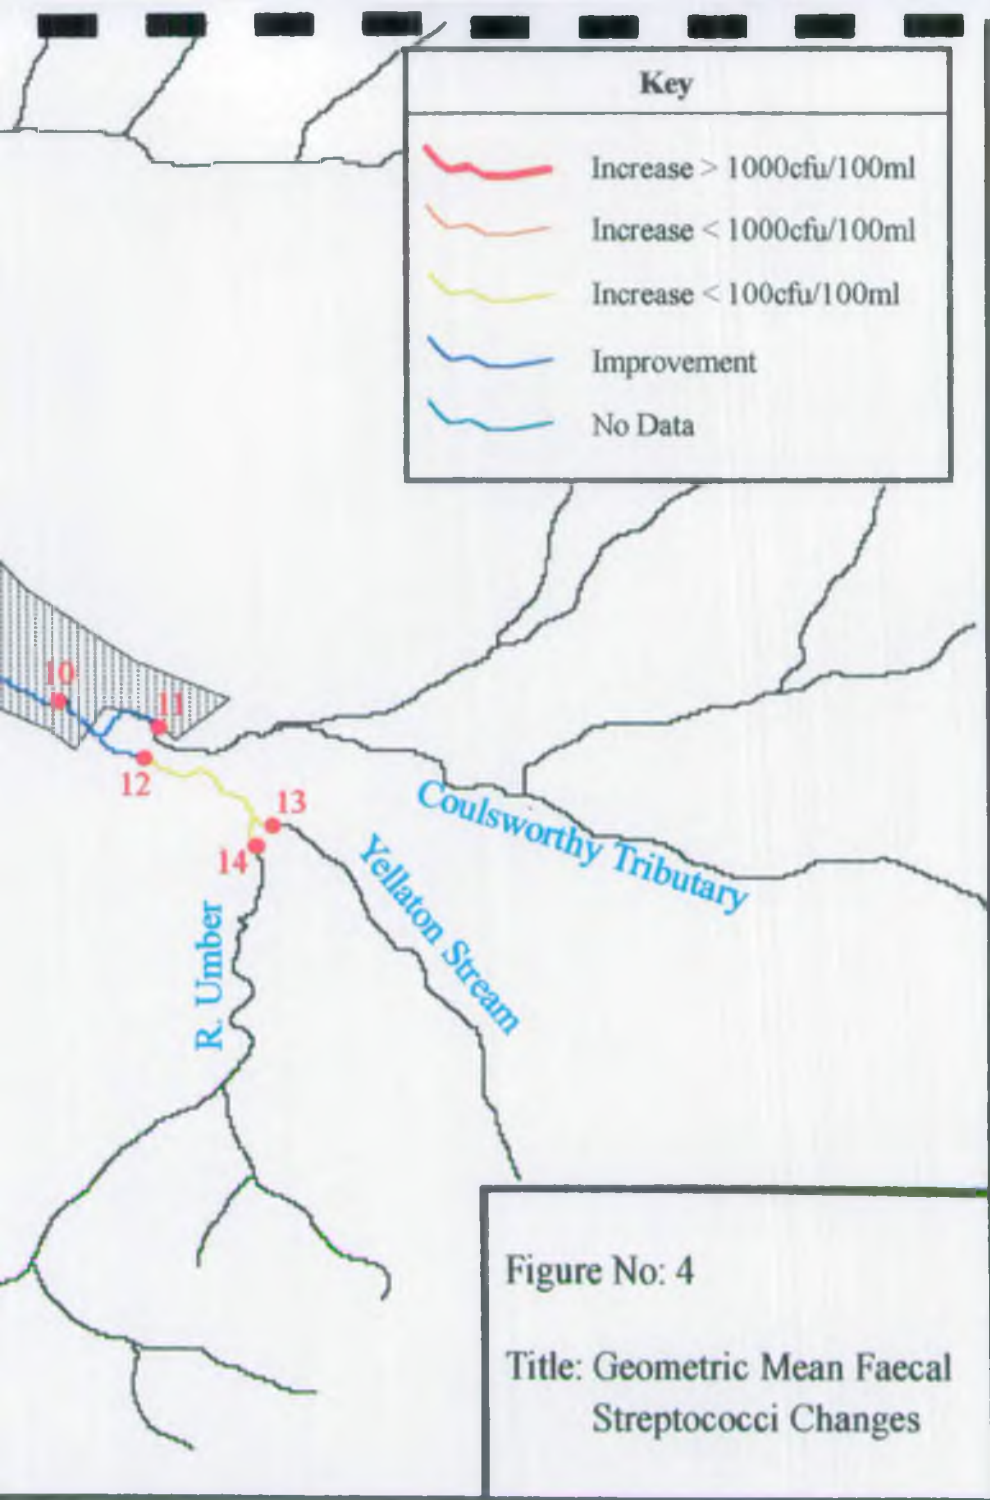 Key
Increase > 1000cfu/100ml
Increase < 1000cfu/100ml
Increase < 100cfu/100ml
Improvement
No Data
10
11
12
13
14
Coulsworthy Tributary
Yellaton Stream
R. Umber
Figure No: 4
Title: Geometric Mean Faecal
Streptococci Changes